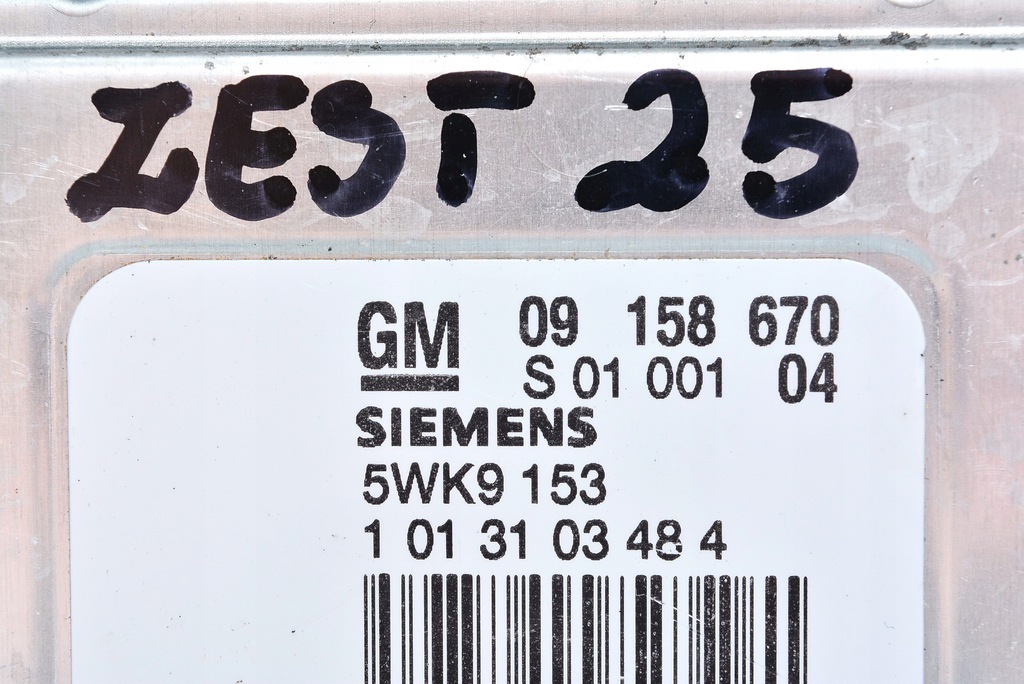 ZEST 25
GM 09 158 670
S 01 001 04
SIEMENS
5WK9 153
1 01 31 03 48 4